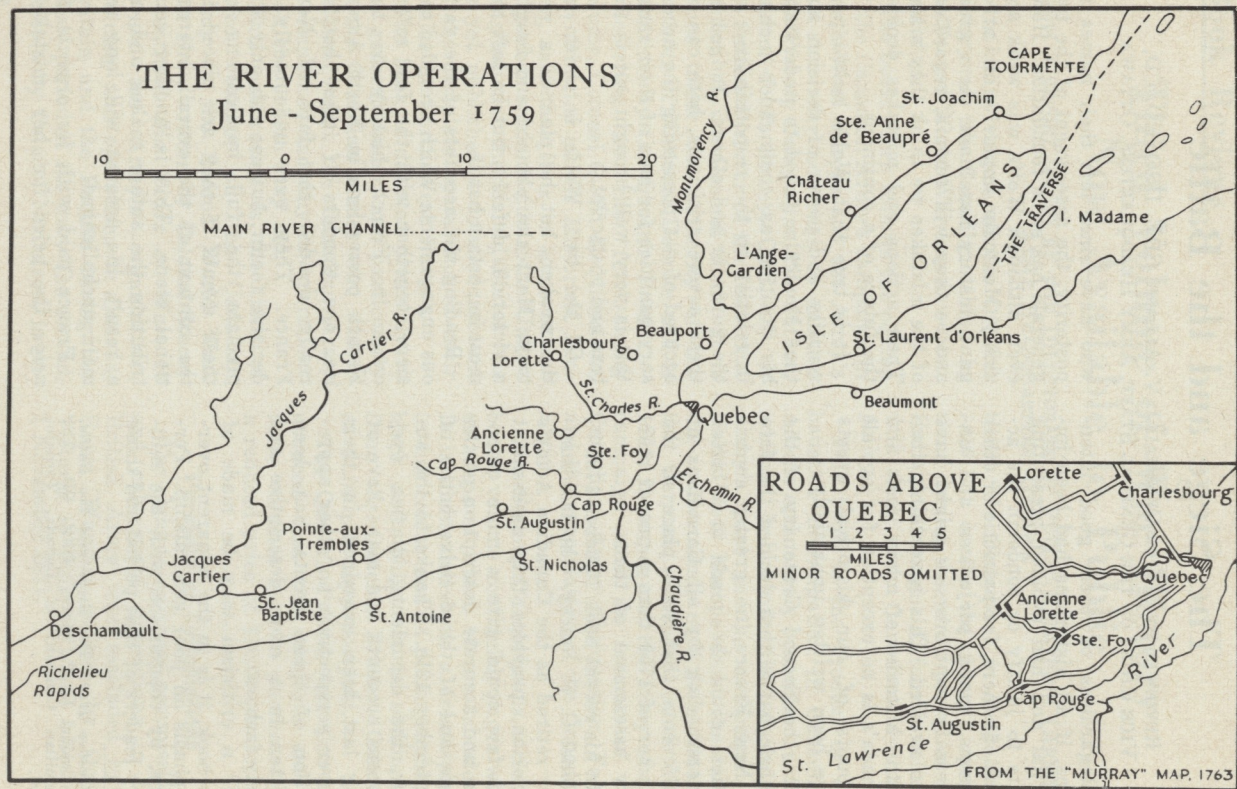 THE RIVER OPERATIONS
June - September 1759
10 0 10 20
MILES
MAIN RIVER CHANNEL
CAPE
TOURMENTE
St. Joachim
Ste. Anne
de Beaupré
Château
Richer
L'Ange-
Gardien
Montmorency R.
ISLE OF ORLEANS
THE TRAVERSE
I. Madame
St. Laurent d'Orléans
Beaumont
Beauport
Charlesbourg
Lorette
St. Charles R.
Quebec
Ancienne
Lorette
Ste. Foy
Cap Rouge R.
Cap Rouge
Etchemin R.
St. Augustin
St. Nicholas
Chaudière R.
Jacques Cartier R.
Pointe-aux-
Trembles
Jacques
Cartier
St. Jean
Baptiste
St. Antoine
Deschambault
Richelieu
Rapids
ROADS ABOVE
QUEBEC
1 2 3 4 5
MILES
MINOR ROADS OMITTED
Lorette
Charlesbourg
Quebec
Ancienne
Lorette
Ste. Foy
Cap Rouge
St. Augustin
St. Lawrence River
FROM THE "MURRAY" MAP, 1763